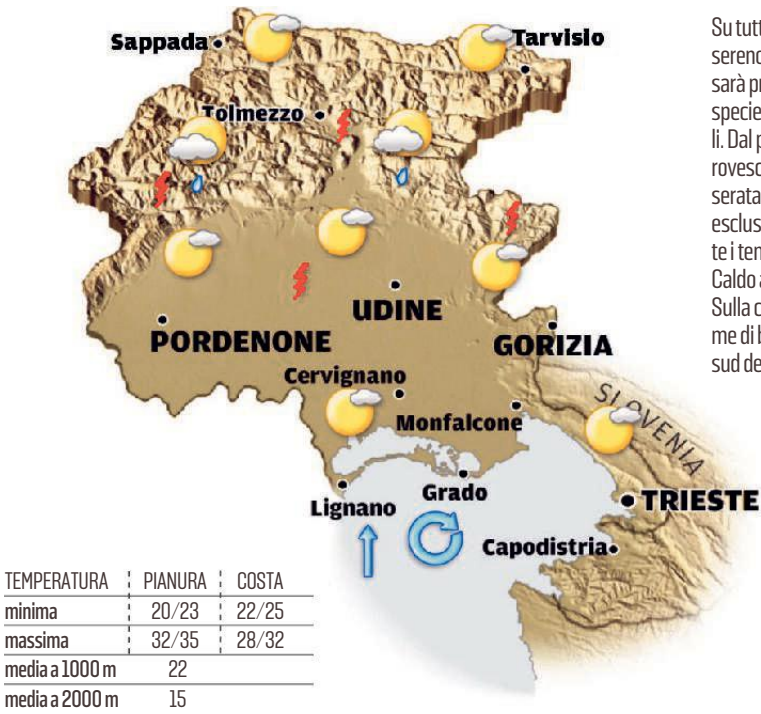 Sappada
Tarvisio
Tolmezzo
UDINE
PORDENONE
GORIZIA
Cervignano
Monfalcone
SLOVENIA
Lignano
Grado
TRIESTE
Capodistria
TEMPERATURA PIANURA COSTA
minima 20/23 22/25
massima 32/35 28/32
media a 1000 m 22
media a 2000 m 15
Su tutt
seren
sarà pr
specie
li. Dal p
rovesc
serata
esclus
te i ten
Caldo a
Sulla c
me di b
sud de